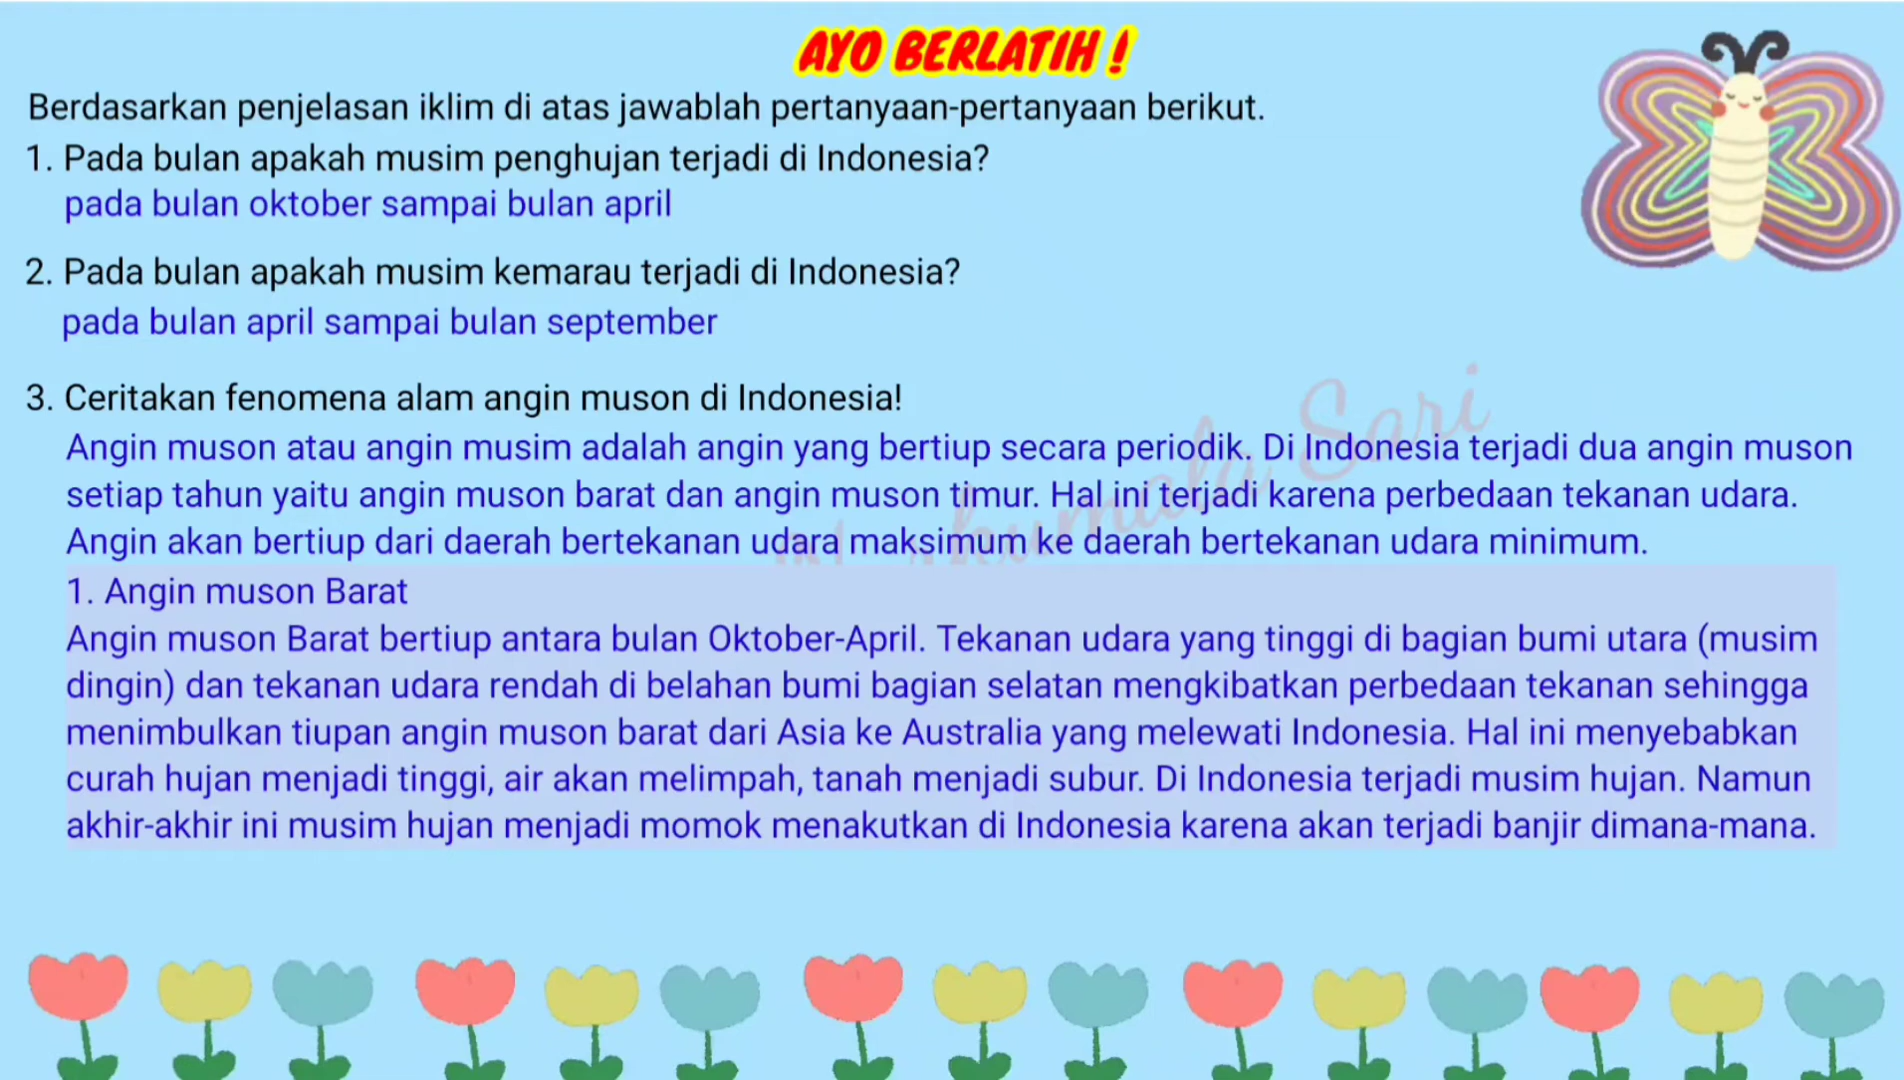 AYO BERLATIH !
Berdasarkan penjelasan iklim di atas jawablah pertanyaan-pertanyaan berikut.
1. Pada bulan apakah musim penghujan terjadi di Indonesia?
pada bulan oktober sampai bulan april
2. Pada bulan apakah musim kemarau terjadi di Indonesia?
pada bulan april sampai bulan september
3. Ceritakan fenomena alam angin muson di Indonesia!
Angin muson atau angin musim adalah angin yang bertiup secara periodik. Di Indonesia terjadi dua angin muson
setiap tahun yaitu angin muson barat dan angin muson timur. Hal ini terjadi karena perbedaan tekanan udara.
Angin akan bertiup dari daerah bertekanan udara maksimum ke daerah bertekanan udara minimum.
1. Angin muson Barat
Angin muson Barat bertiup antara bulan Oktober-April. Tekanan udara yang tinggi di bagian bumi utara (musim
dingin) dan tekanan udara rendah di belahan bumi bagian selatan mengkibatkan perbedaan tekanan sehingga
menimbulkan tiupan angin muson barat dari Asia ke Australia yang melewati Indonesia. Hal ini menyebabkan
curah hujan menjadi tinggi, air akan melimpah, tanah menjadi subur. Di Indonesia terjadi musim hujan. Namun
akhir-akhir ini musim hujan menjadi momok menakutkan di Indonesia karena akan terjadi banjir dimana-mana.
Sari